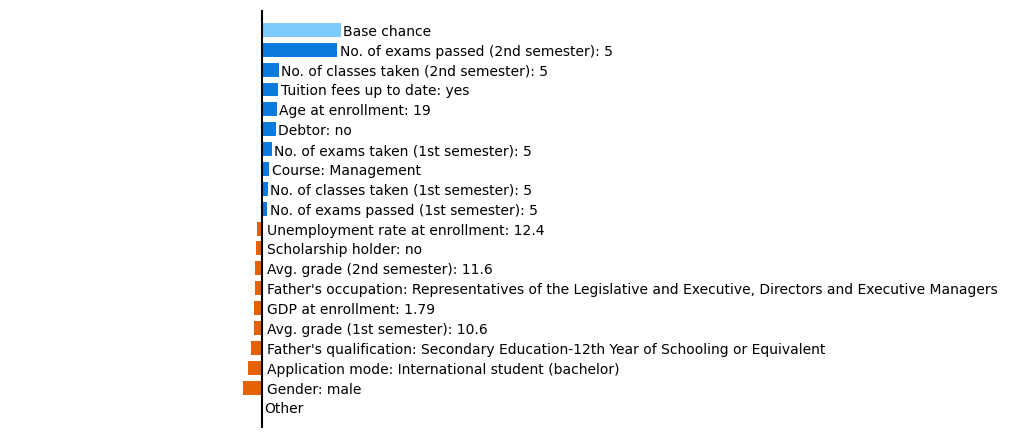 Base chance
No. of exams passed (2nd semester): 5
No. of classes taken (2nd semester): 5
Tuition fees up to date: yes
Age at enrollment: 19
Debtor: no
No. of exams taken (1st semester): 5
Course: Management
No. of classes taken (1st semester): 5
No. of exams passed (1st semester): 5
Unemployment rate at enrollment: 12.4
Scholarship holder: no
Avg. grade (2nd semester): 11.6
Father's occupation: Representatives of the Legislative and Executive, Directors and Executive Managers
GDP at enrollment: 1.79
Avg. grade (1st semester): 10.6
Father's qualification: Secondary Education-12th Year of Schooling or Equivalent
Application mode: International student (bachelor)
Gender: male
Other